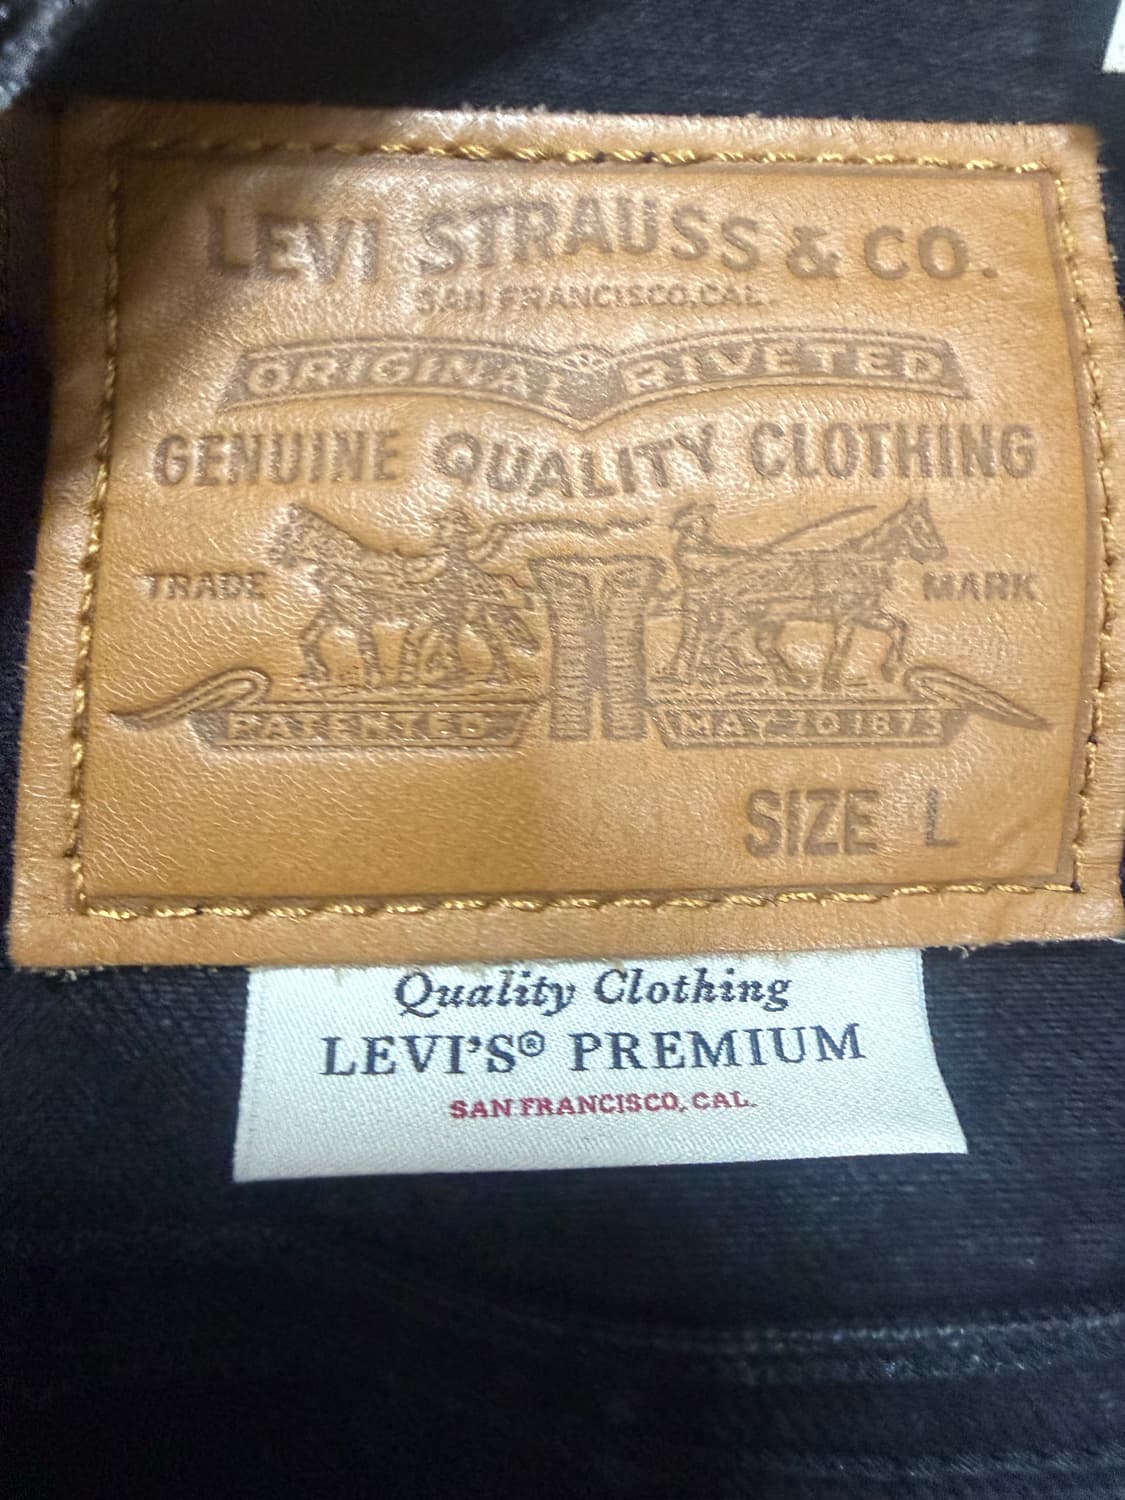 LEVI STRAUSS & CO.
SAN FRANCISCO.CAL.
ORIGINAL RIVETED
GENUINE QUALITY CLOTHING
TRADE MARK
PATENTED MAY 20 1873
SIZE L
Quality Clothing
LEVI'S® PREMIUM
SAN FRANCISCO, CAL.